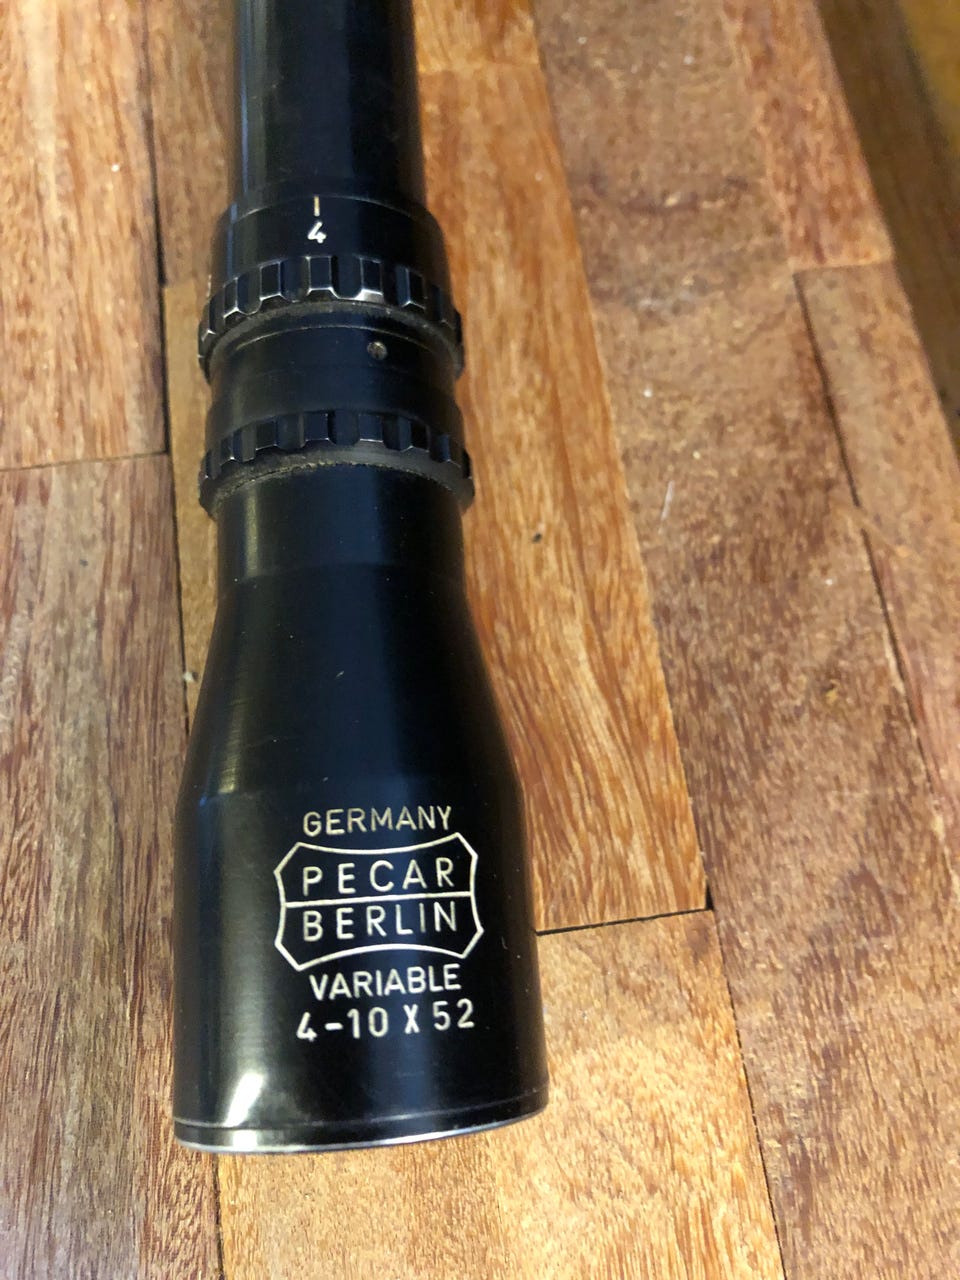 4
GERMANY
PECAR
BERLIN
VARIABLE
4-10 X 52